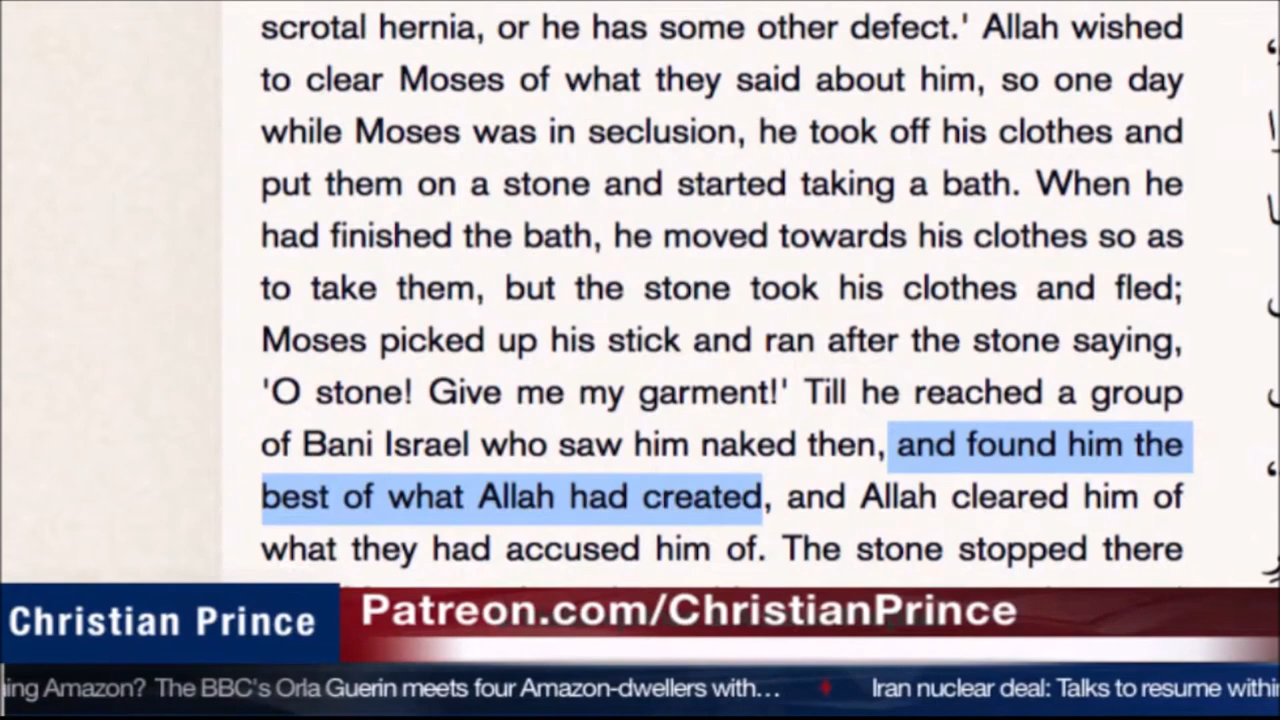 scrotal hernia, or he has some other defect.' Allah wished
to clear Moses of what they said about him, so one day
while Moses was in seclusion, he took off his clothes and
put them on a stone and started taking a bath. When he
had finished the bath, he moved towards his clothes so as
to take them, but the stone took his clothes and fled;
Moses picked up his stick and ran after the stone saying,
'O stone! Give me my garment!' Till he reached a group
of Bani Israel who saw him naked then, and found him the
best of what Allah had created, and Allah cleared him of
what they had accused him of. The stone stopped there
Christian Prince
Patreon.com/ChristianPrince
ing Amazon? The BBC's Orla Guerin meets four Amazon-dwellers with… Iran nuclear deal: Talks to resume withi